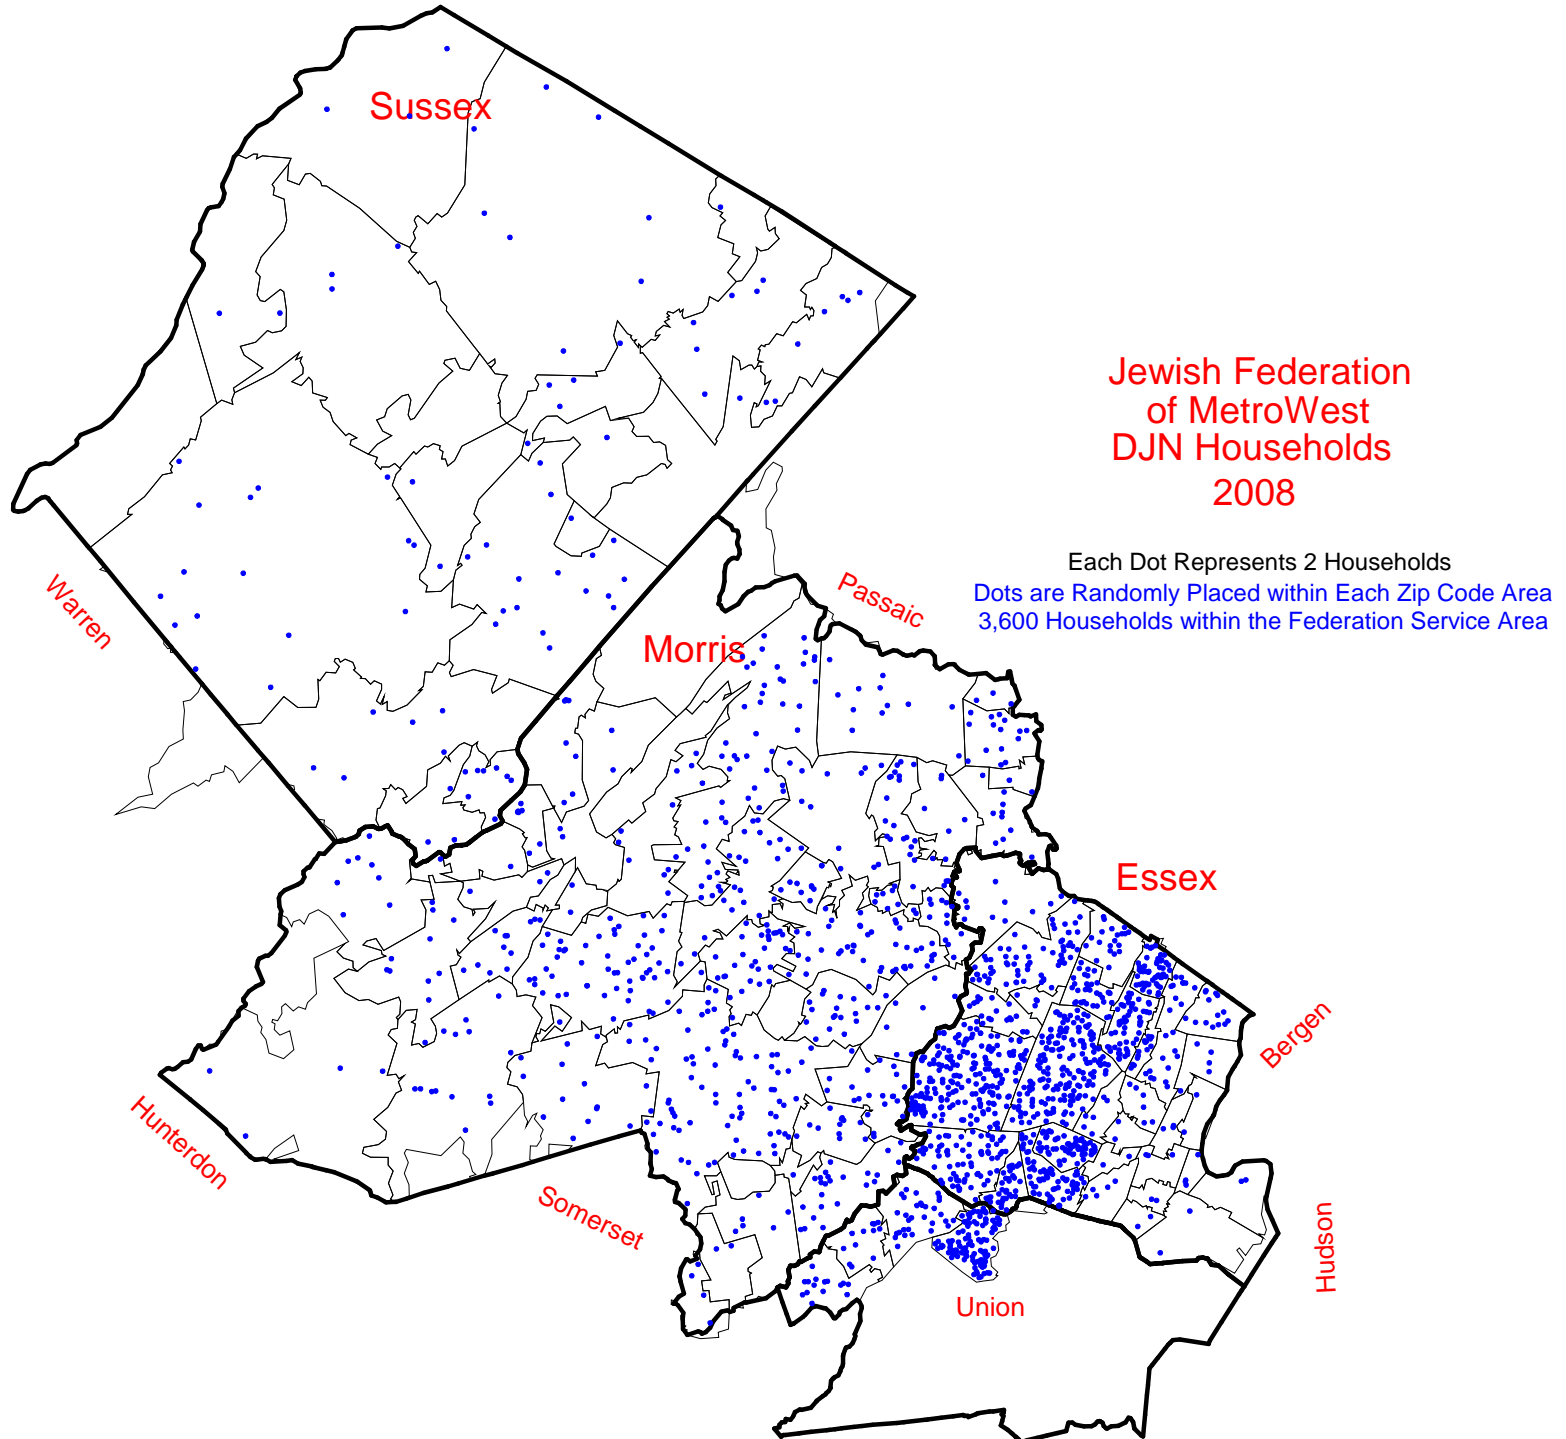 Sussex
Jewish Federation
of MetroWest
DJN Households
2008
Each Dot Represents 2 Households
Dots are Randomly Placed within Each Zip Code Area
3,600 Households within the Federation Service Area
Warren
Passaic
Morris
Essex
Bergen
Hunterdon
Somerset
Hudson
Union